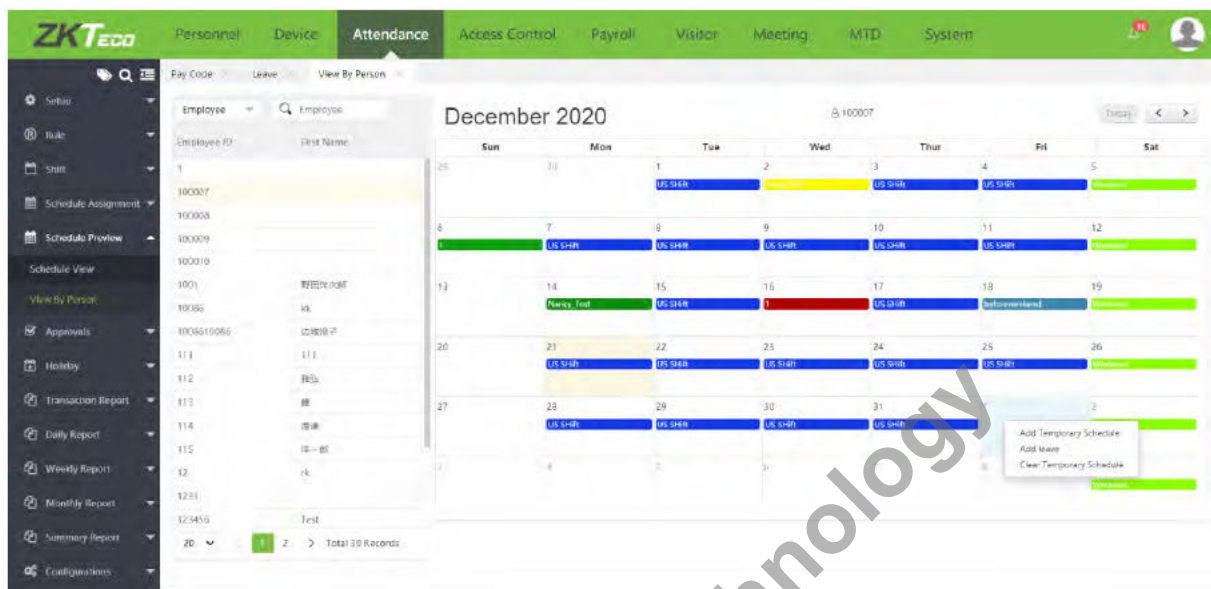 ZKTECO Personnel Device Attendance Access Control Payroll Visitor Meeting MTD System
Pay Code Leave View By Person
Setup
Rule
Shift
Schedule Assignment
Schedule Preview
Schedule View
View By Person
Approvals
Holiday
Transaction Report
Daily Report
Weekly Report
Monthly Report
Summary Report
Configurations
Employee Employee
Employee ID First Name
1
100007
100008
100009
100010
1001
10086 kk
1008610086
111 111
112
113
114
115
12 rk
1231
123456 Test
20 1 2 > Total 39 Records
December 2020 100007 Today < >
Sun Mon Tue Wed Thur Fri Sat
29 30 1 2 3 4 5
US SHift US SHift US SHift Weekend
6 7 8 9 10 11 12
1 US SHift US SHift US SHift US SHift US SHift Weekend
13 14 15 16 17 18 19
Nancy_Test US SHift 1 US SHift Weekend
20 21 22 23 24 25 26
US SHift US SHift US SHift US SHift US SHift Weekend
27 28 29 30 31 2
US SHift US SHift US SHift US SHift
Add Temporary Schedule
Add leave
Clear Temporary Schedule
Weekend